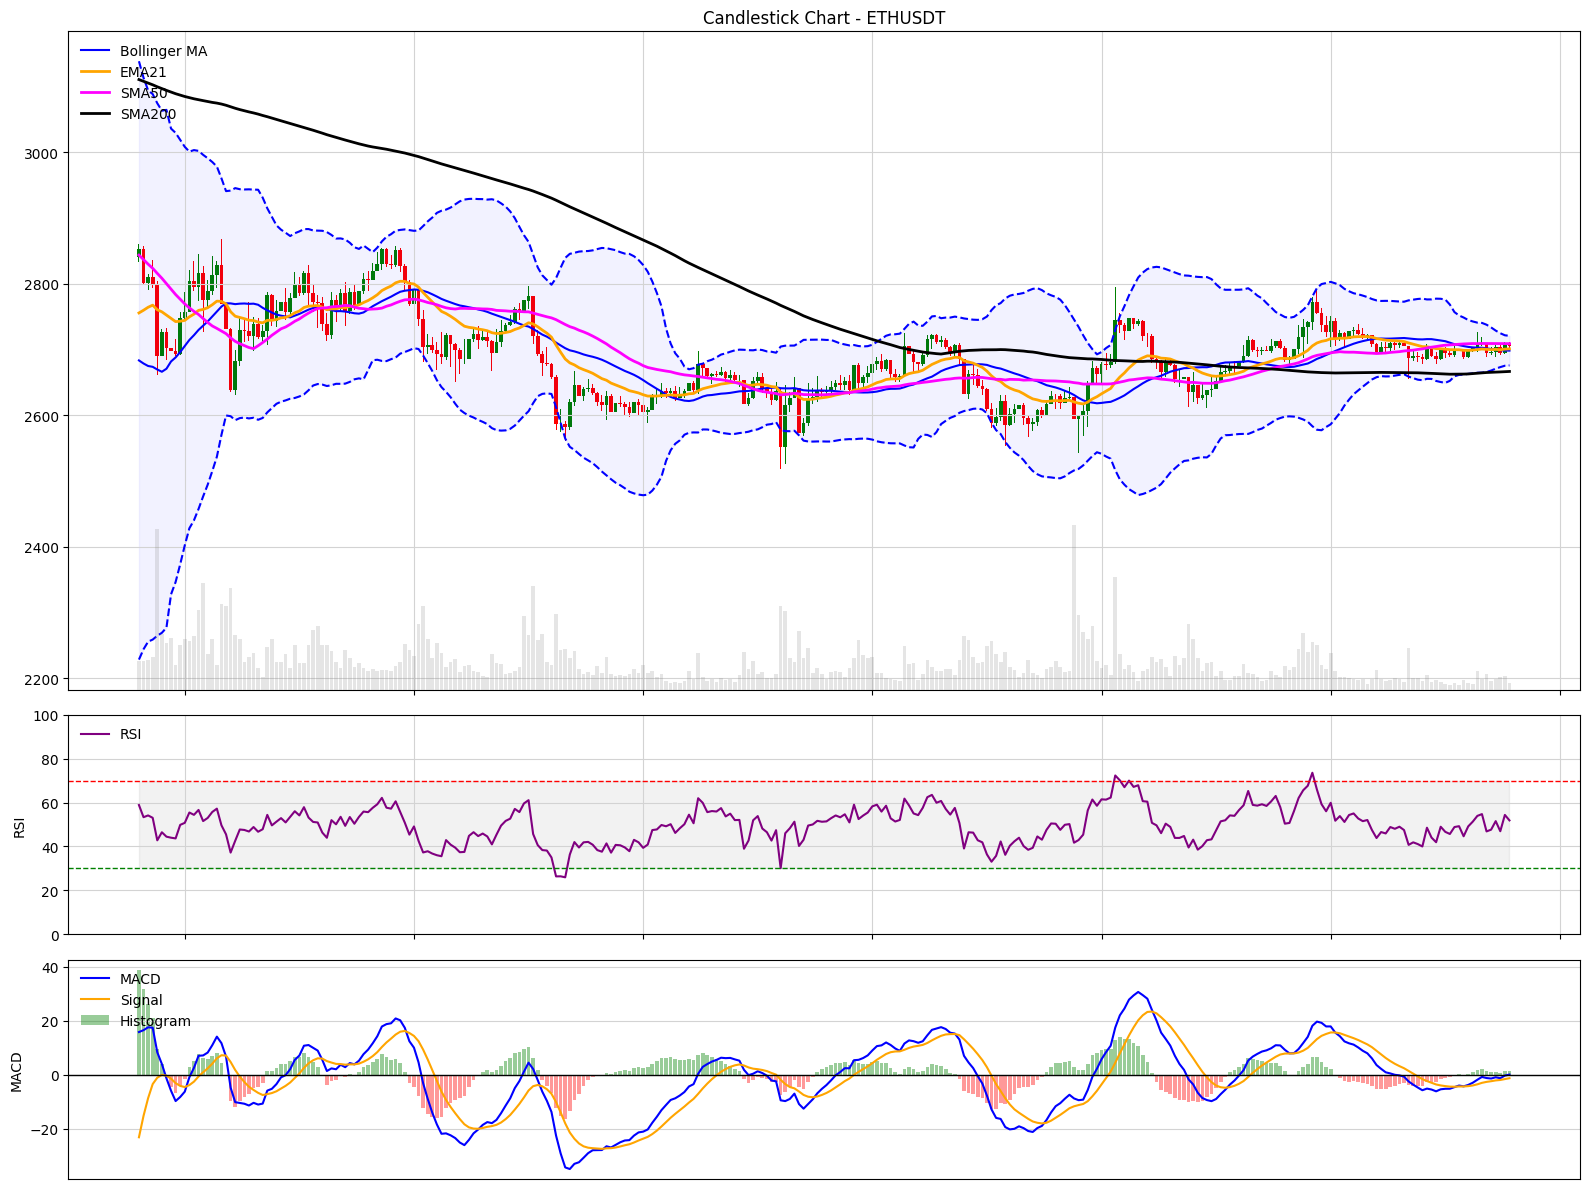 Candlestick Chart - ETHUSDT
Bollinger MA
EMA21
SMA50
SMA200
3000
2800
2600
2400
2200
100
80
60
40
20
0
RSI
RSI
40
20
0
−20
MACD
MACD
Signal
Histogram